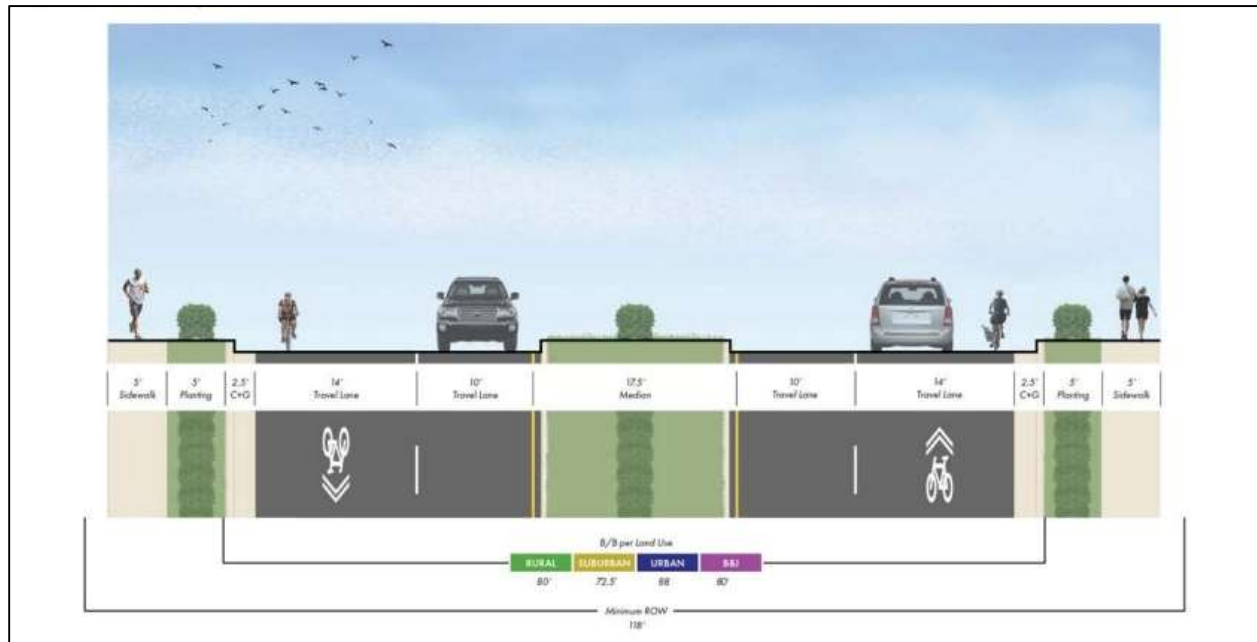 5' 5' 2.5' 14' 10' 17.5' 10' 14' 2.5' 5' 5'
Sidewalk Planting C+G Travel Lane Travel Lane Median Travel Lane Travel Lane C+G Planting Sidewalk
B/B per Land Use
RURAL SUBURBAN URBAN B&I
80' 72.5' 88 80'
Minimum ROW
118'